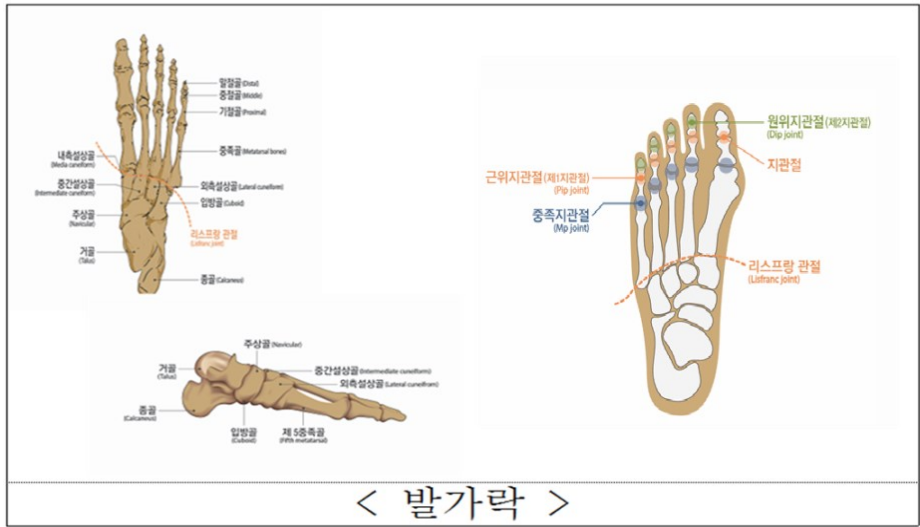 말절골(Distal)
중절골(Middle)
기절골(Proximal)
중족골(Metatarsal bones)
내측설상골
(Media cuneiform)
중간설상골
(Intermediate cuneiform)
외측설상골(Lateral cuneiform)
주상골
(Navicular)
입방골(Cuboid)
리스프랑 관절
(Lisfranc joint)
거골
(Talus)
종골(Calcaneus)
주상골(Navicular)
거골
(Talus)
중간설상골(Intermediate cuneiform)
외측설상골(Lateral cuneifrom)
종골
(Calcaneus)
입방골
(Cuboid)
제 5중족골
(Fifth metatarsal)
원위지관절(제2지관절)
(Dip joint)
지관절
근위지관절(제1지관절)
(Pip joint)
중족지관절
(Mp joint)
리스프랑 관절
(Lisfranc joint)
< 발가락 >